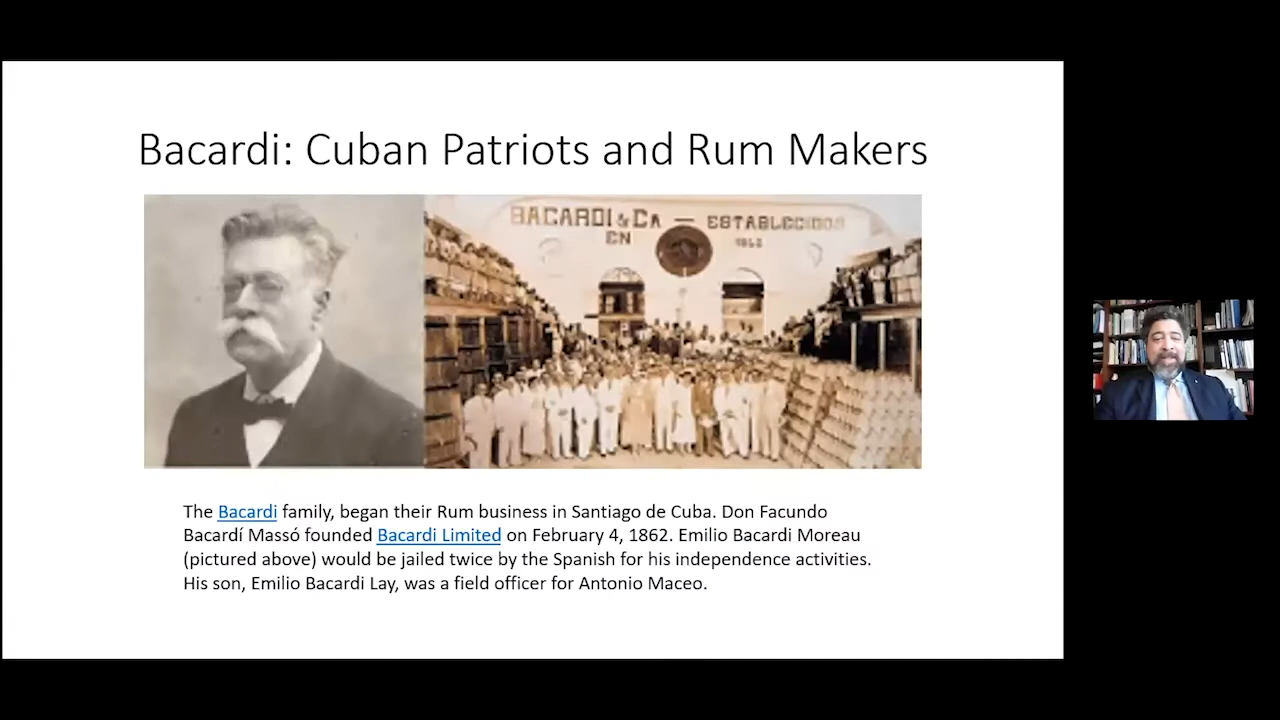 Bacardi: Cuban Patriots and Rum Makers
BACARDI & CA — ESTABLECIDOS
EN 1862
The Bacardi family, began their Rum business in Santiago de Cuba. Don Facundo
Bacardí Massó founded Bacardi Limited on February 4, 1862. Emilio Bacardi Moreau
(pictured above) would be jailed twice by the Spanish for his independence activities.
His son, Emilio Bacardi Lay, was a field officer for Antonio Maceo.